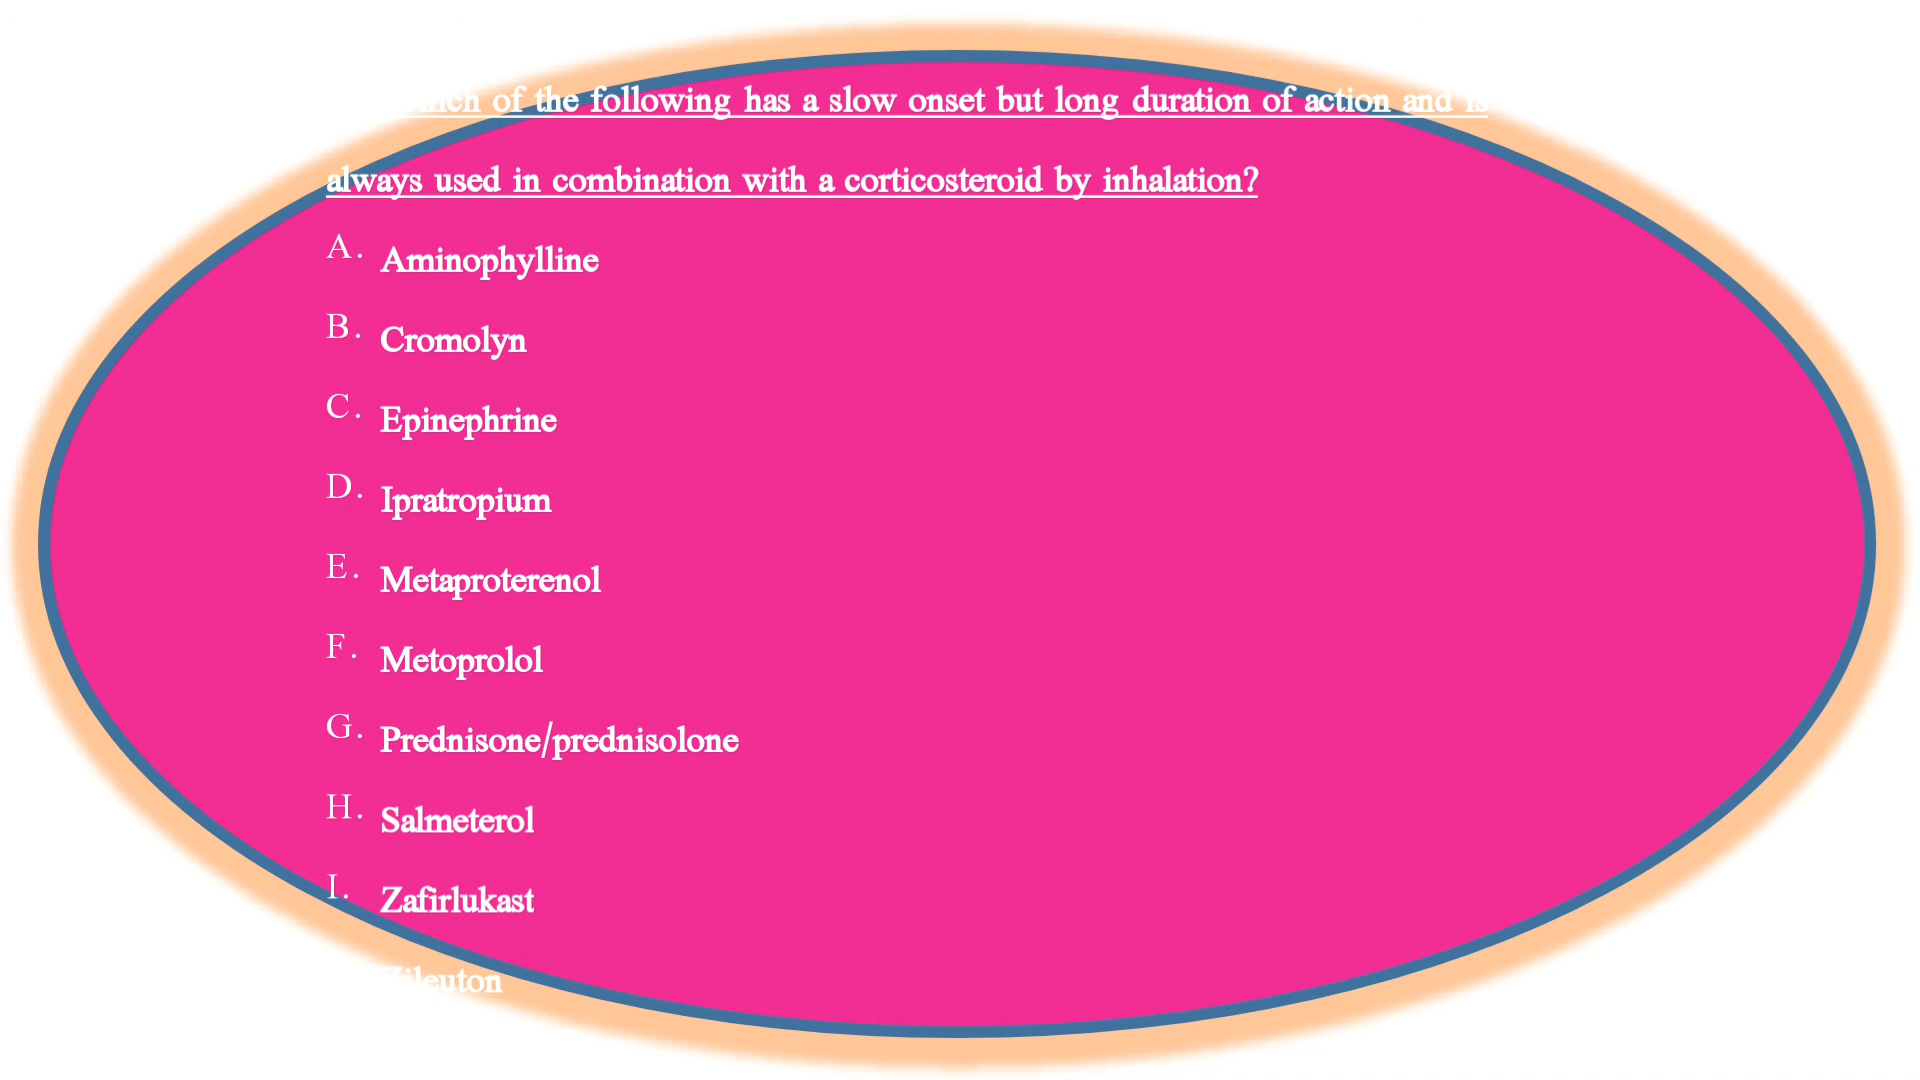 of the following has a slow onset but long duration of action and is
always used in combination with a corticosteroid by inhalation?
A. Aminophylline
B. Cromolyn
C. Epinephrine
D. Ipratropium
E. Metaproterenol
F. Metoprolol
G. Prednisone/prednisolone
H. Salmeterol
I. Zafirlukast
Zileuton